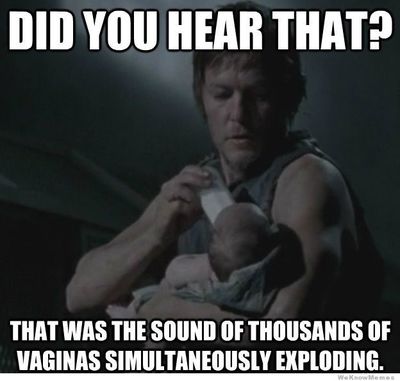 DID YOU HEAR THAT?
THAT WAS THE SOUND OF THOUSANDS OF
VAGINAS SIMULTANEOUSLY EXPLODING.
WeKnowMemes